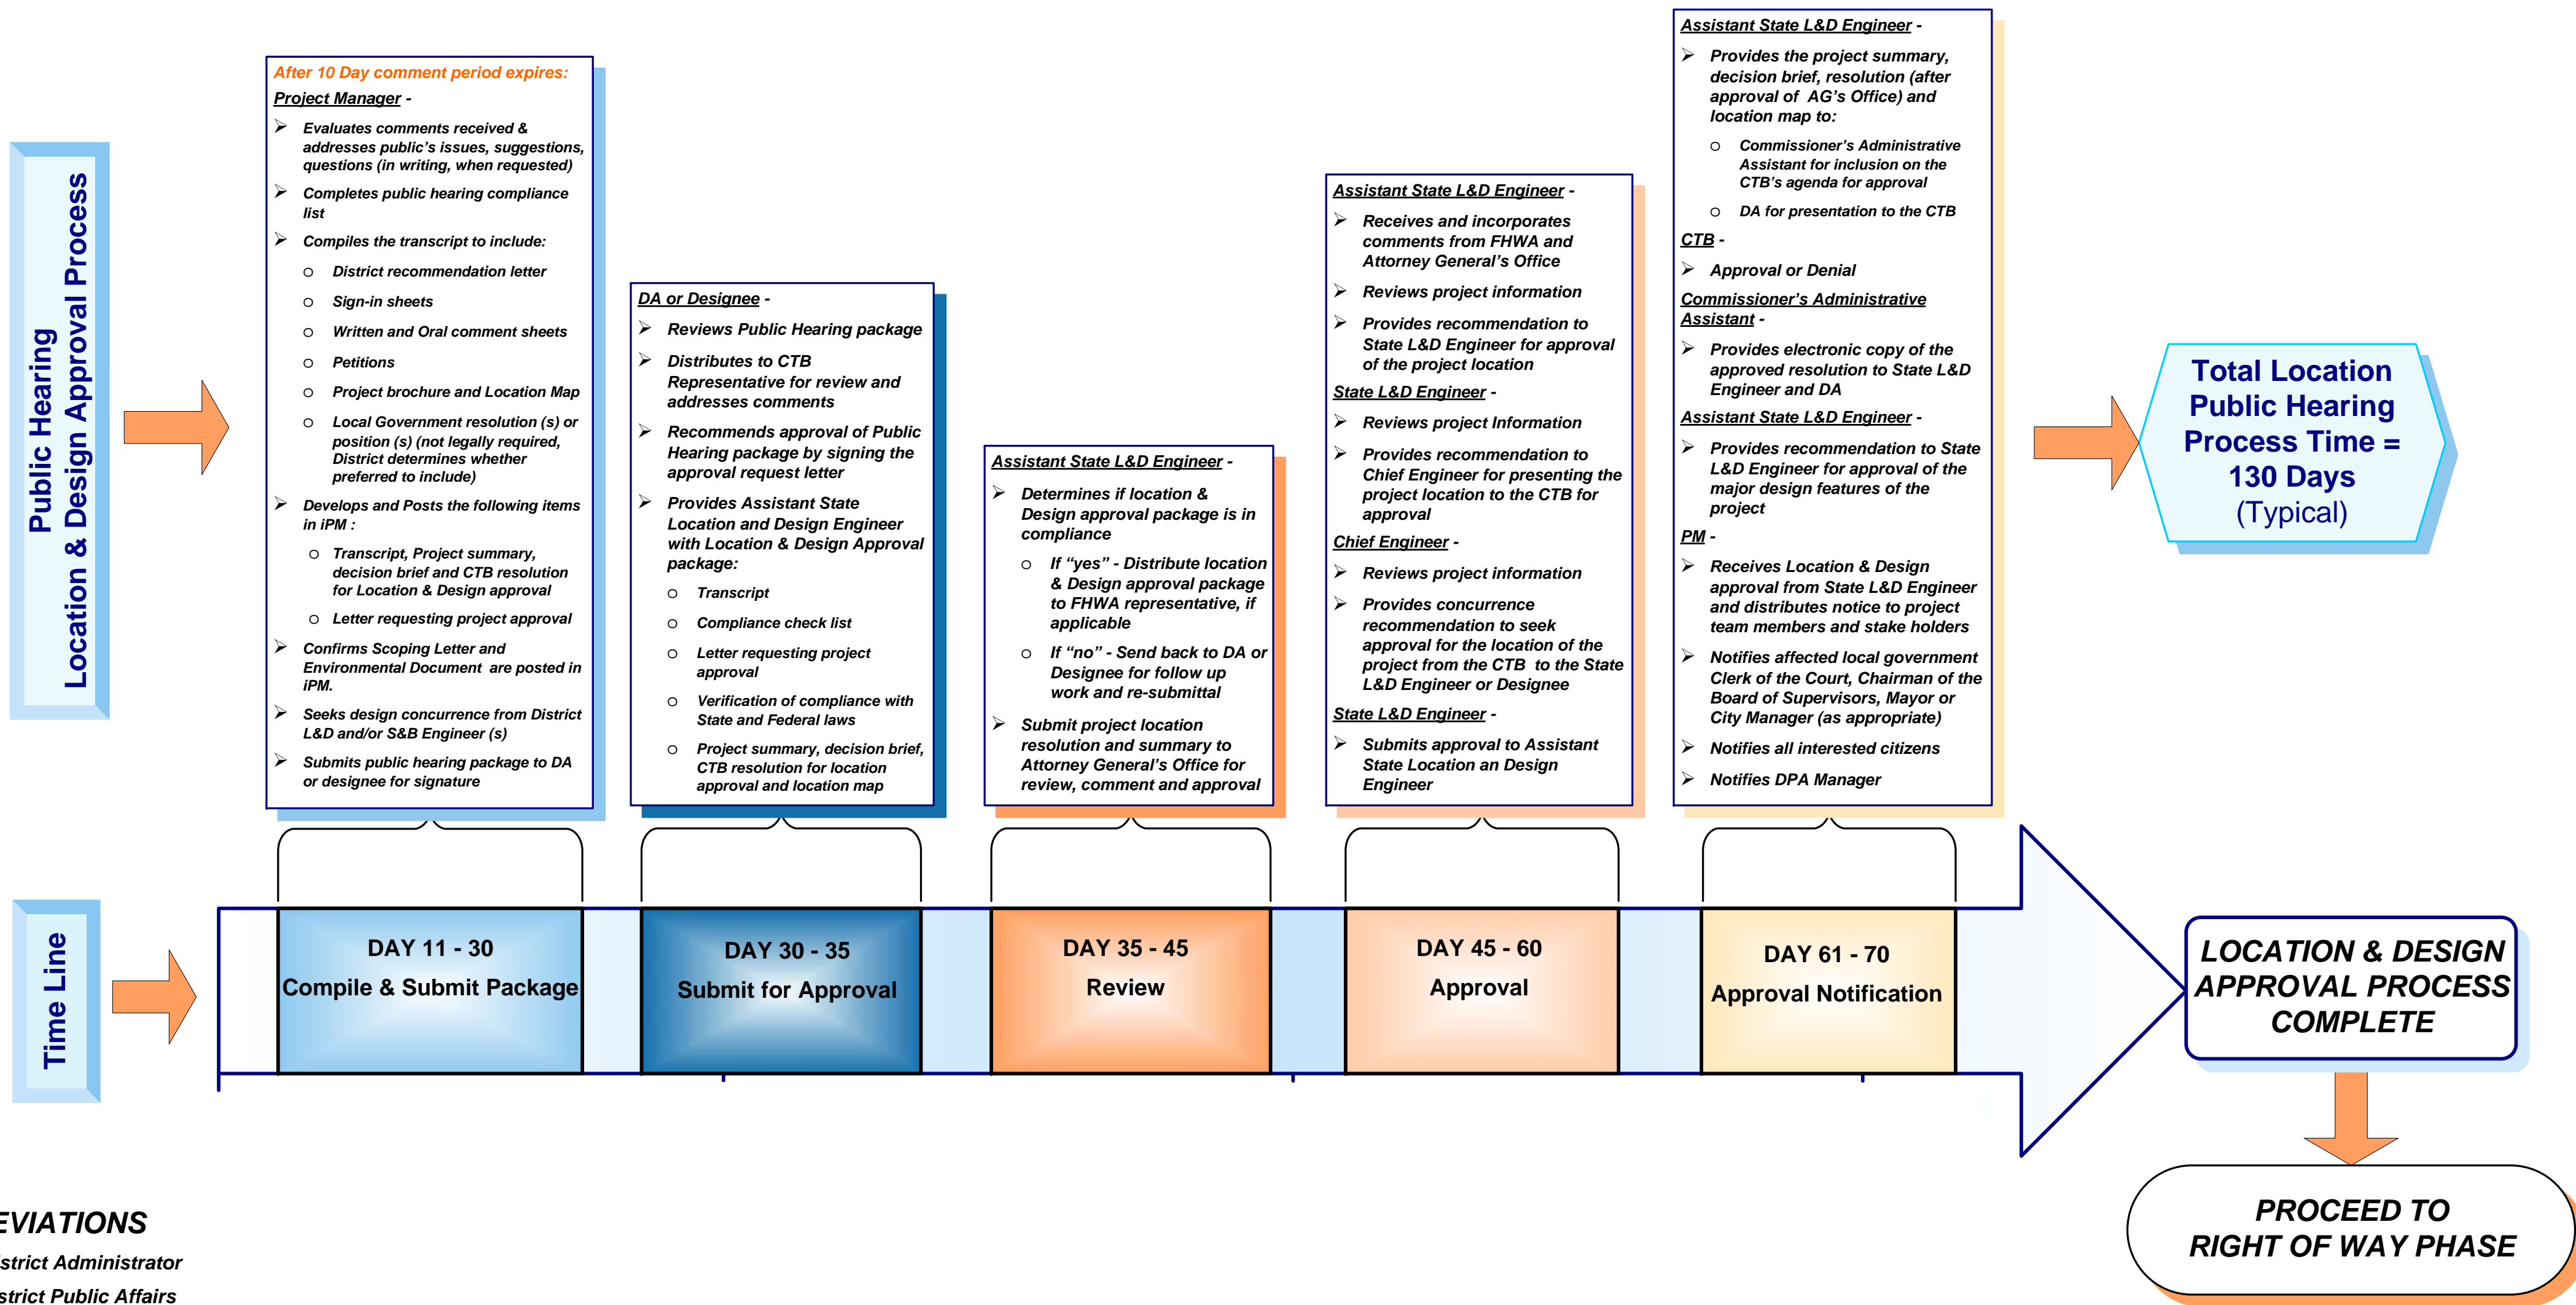 Public Hearing
Location & Design Approval Process
After 10 Day comment period expires:
Project Manager -
➢ Evaluates comments received &
addresses public's issues, suggestions,
questions (in writing, when requested)
➢ Completes public hearing compliance
list
➢ Compiles the transcript to include:
o District recommendation letter
o Sign-in sheets
o Written and Oral comment sheets
o Petitions
o Project brochure and Location Map
o Local Government resolution (s) or
position (s) (not legally required,
District determines whether
preferred to include)
➢ Develops and Posts the following items
in iPM :
o Transcript, Project summary,
decision brief and CTB resolution
for Location & Design approval
o Letter requesting project approval
➢ Confirms Scoping Letter and
Environmental Document are posted in
iPM.
➢ Seeks design concurrence from District
L&D and/or S&B Engineer (s)
➢ Submits public hearing package to DA
or designee for signature
DA or Designee -
➢ Reviews Public Hearing package
➢ Distributes to CTB
Representative for review and
addresses comments
➢ Recommends approval of Public
Hearing package by signing the
approval request letter
➢ Provides Assistant State
Location and Design Engineer
with Location & Design Approval
package:
o Transcript
o Compliance check list
o Letter requesting project
approval
o Verification of compliance with
State and Federal laws
o Project summary, decision brief,
CTB resolution for location
approval and location map
Assistant State L&D Engineer -
➢ Determines if location &
Design approval package is in
compliance
o If “yes” - Distribute location
& Design approval package
to FHWA representative, if
applicable
o If “no” - Send back to DA or
Designee for follow up
work and re-submittal
➢ Submit project location
resolution and summary to
Attorney General's Office for
review, comment and approval
Assistant State L&D Engineer -
➢ Receives and incorporates
comments from FHWA and
Attorney General's Office
➢ Reviews project information
➢ Provides recommendation to
State L&D Engineer for approval
of the project location
State L&D Engineer -
➢ Reviews project Information
➢ Provides recommendation to
Chief Engineer for presenting the
project location to the CTB for
approval
Chief Engineer -
➢ Reviews project information
➢ Provides concurrence
recommendation to seek
approval for the location of the
project from the CTB to the State
L&D Engineer or Designee
State L&D Engineer -
➢ Submits approval to Assistant
State Location an Design
Engineer
Assistant State L&D Engineer -
➢ Provides the project summary,
decision brief, resolution (after
approval of AG's Office) and
location map to:
o Commissioner's Administrative
Assistant for inclusion on the
CTB's agenda for approval
o DA for presentation to the CTB
CTB -
➢ Approval or Denial
Commissioner's Administrative
Assistant -
➢ Provides electronic copy of the
approved resolution to State L&D
Engineer and DA
Assistant State L&D Engineer -
➢ Provides recommendation to State
L&D Engineer for approval of the
major design features of the
project
PM -
➢ Receives Location & Design
approval from State L&D Engineer
and distributes notice to project
team members and stake holders
➢ Notifies affected local government
Clerk of the Court, Chairman of the
Board of Supervisors, Mayor or
City Manager (as appropriate)
➢ Notifies all interested citizens
➢ Notifies DPA Manager
Total Location
Public Hearing
Process Time =
130 Days
(Typical)
Time Line
DAY 11 - 30
Compile & Submit Package
DAY 30 - 35
Submit for Approval
DAY 35 - 45
Review
DAY 45 - 60
Approval
DAY 61 - 70
Approval Notification
LOCATION & DESIGN
APPROVAL PROCESS
COMPLETE
PROCEED TO
RIGHT OF WAY PHASE
EVIATIONS
istrict Administrator
istrict Public Affairs